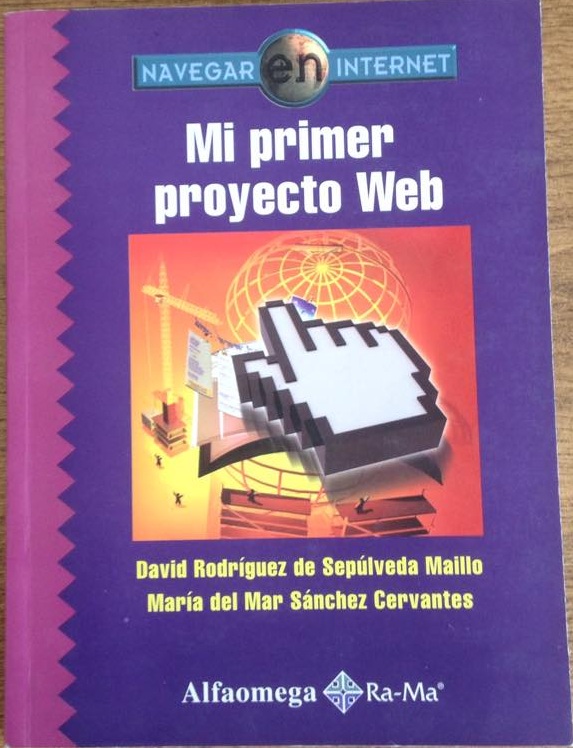 NAVEGAR en INTERNET
Mi primer
proyecto Web
David Rodríguez de Sepúlveda Maillo
María del Mar Sánchez Cervantes
Alfaomega Ra-Ma®